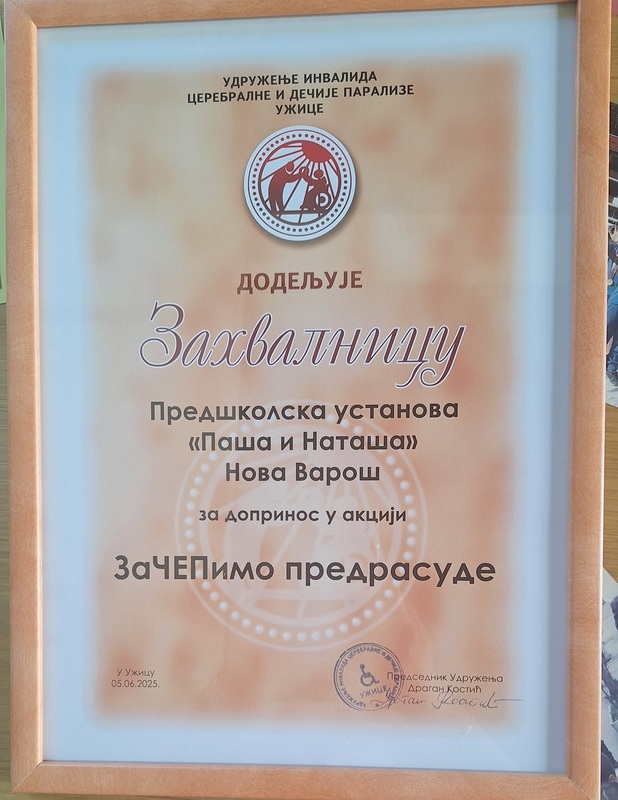 УДРУЖЕЊЕ ИНВАЛИДА
ЦЕРЕБРАЛНЕ И ДЕЧИЈЕ ПАРАЛИЗЕ
УЖИЦЕ
ДОДЕЉУЈЕ
Захвалницу
Предшколска установа
«Паша и Наташа»
Нова Варош
за допринос у акцији
ЗаЧЕПимо предрасуде
У Ужицу
05.06.2025.
Председник Удружења
Драган Костић
УЖИЦЕ